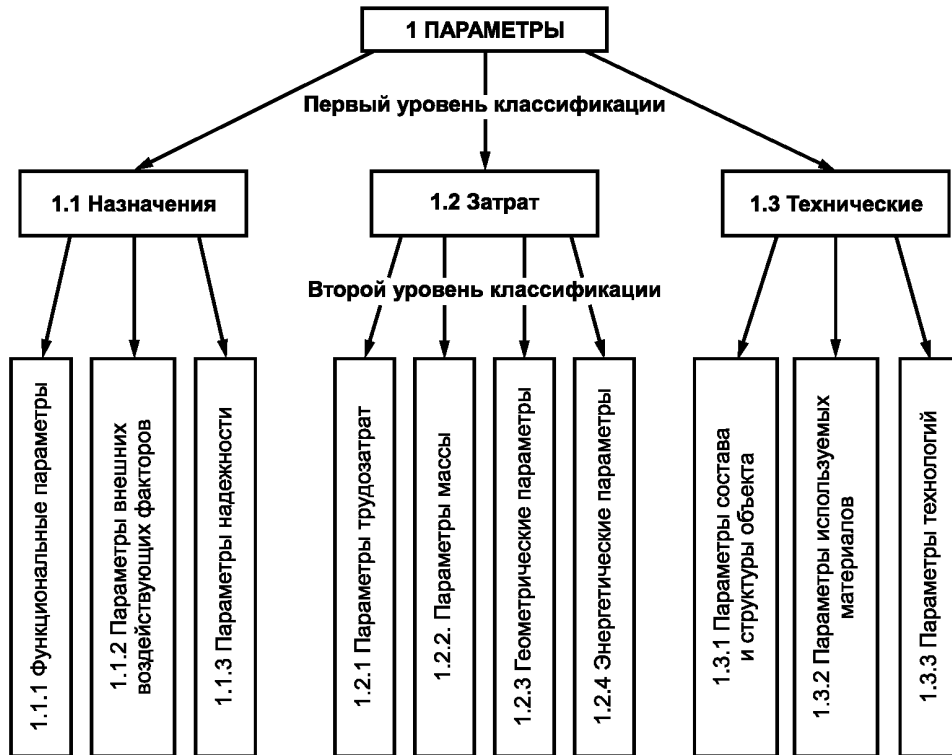 1 ПАРАМЕТРЫ
Первый уровень классификации
1.1 Назначения
1.2 Затрат
1.3 Технические
Второй уровень классификации
1.1.1 Функциональные параметры
1.1.2 Параметры внешних
воздействующих факторов
1.1.3 Параметры надежности
1.2.1 Параметры трудозатрат
1.2.2. Параметры массы
1.2.3 Геометрические параметры
1.2.4 Энергетические параметры
1.3.1 Параметры состава
и структуры объекта
1.3.2 Параметры используемых
материалов
1.3.3 Параметры технологий